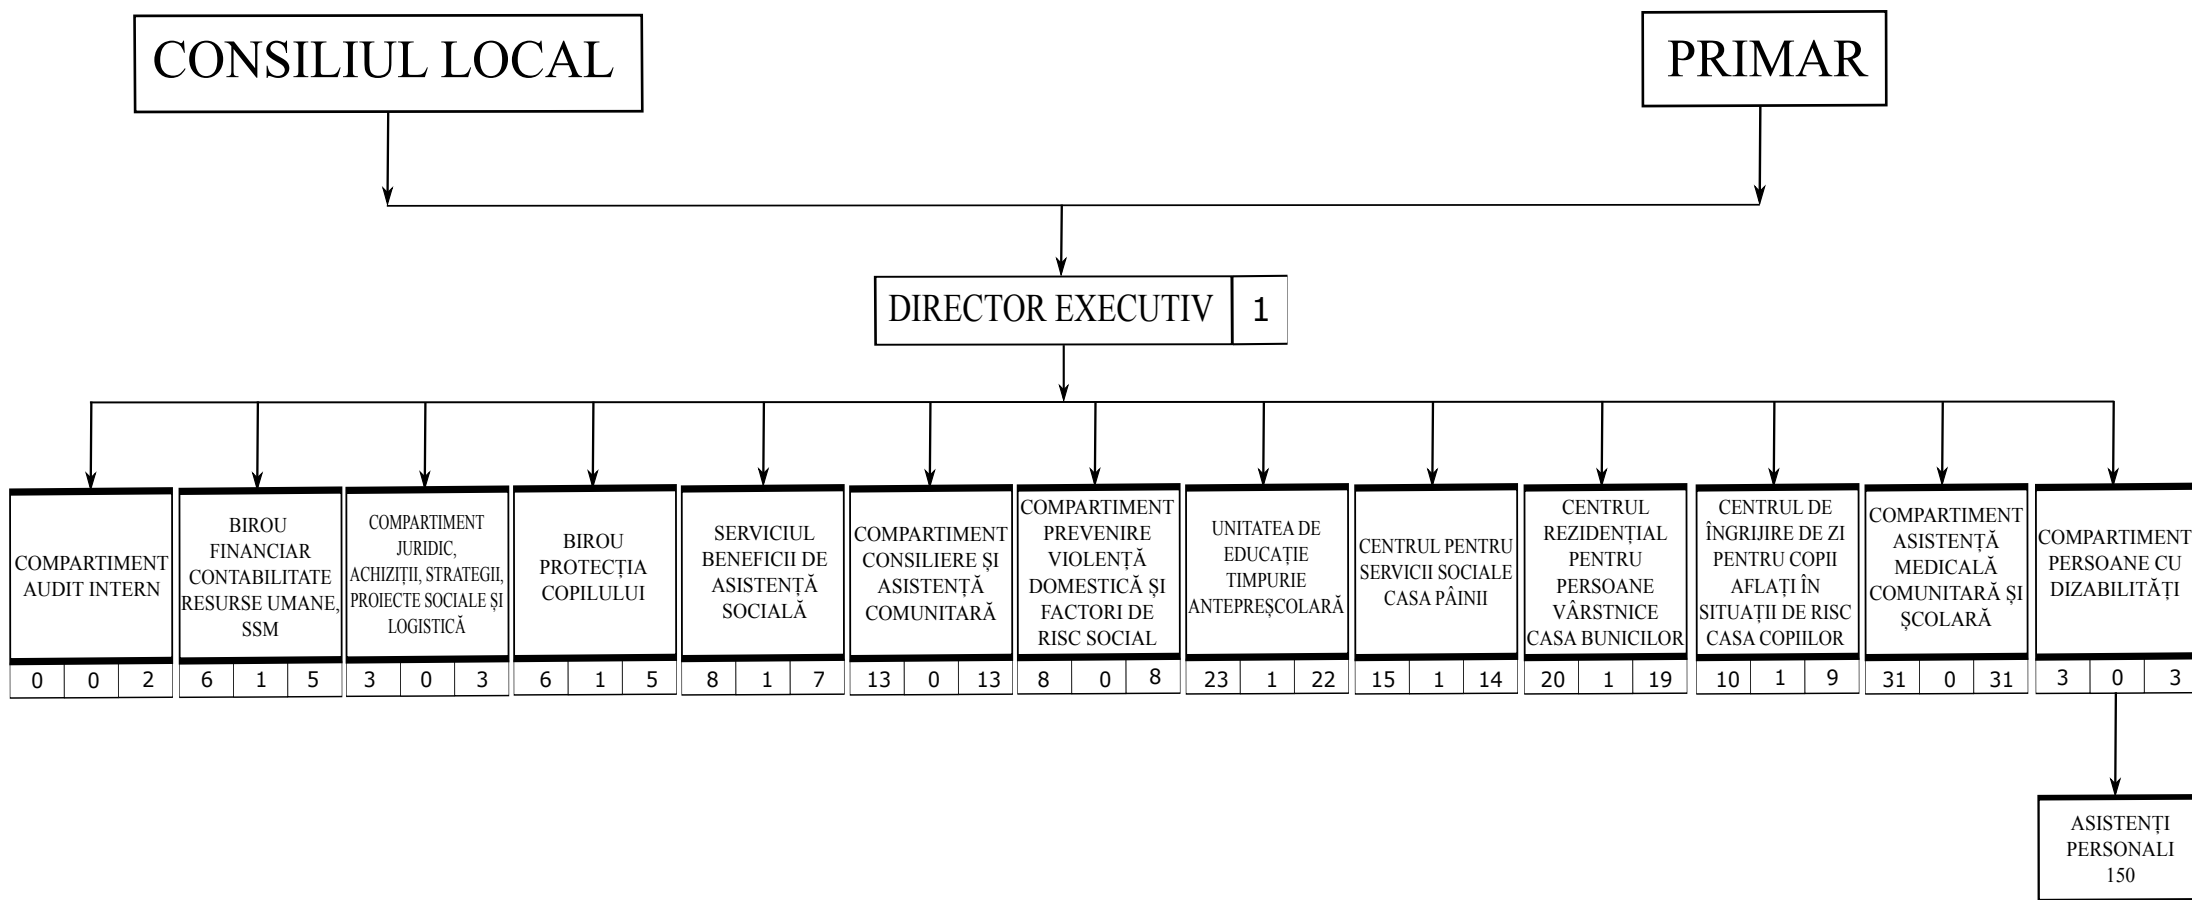 CONSILIUL LOCAL
PRIMAR
DIRECTOR EXECUTIV 1
COMPARTIMENT
AUDIT INTERN
0 0 2
BIROU
FINANCIAR
CONTABILITATE
RESURSE UMANE,
SSM
6 1 5
COMPARTIMENT
JURIDIC,
ACHIZIȚII, STRATEGII,
PROIECTE SOCIALE ȘI
LOGISTICĂ
3 0 3
BIROU
PROTECȚIA
COPILULUI
6 1 5
SERVICIUL
BENEFICII DE
ASISTENȚĂ
SOCIALĂ
8 1 7
COMPARTIMENT
CONSILIERE ȘI
ASISTENȚĂ
COMUNITARĂ
13 0 13
COMPARTIMENT
PREVENIRE
VIOLENȚĂ
DOMESTICĂ ȘI
FACTORI DE
RISC SOCIAL
8 0 8
UNITATEA DE
EDUCAȚIE
TIMPURIE
ANTEPREȘCOLARĂ
23 1 22
CENTRUL PENTRU
SERVICII SOCIALE
CASA PÂINII
15 1 14
CENTRUL
REZIDENȚIAL
PENTRU
PERSOANE
VÂRSTNICE
CASA BUNICILOR
20 1 19
CENTRUL DE
ÎNGRIJIRE DE ZI
PENTRU COPII
AFLAȚI ÎN
SITUAȚII DE RISC
CASA COPIILOR
10 1 9
COMPARTIMENT
ASISTENȚĂ
MEDICALĂ
COMUNITARĂ ȘI
ȘCOLARĂ
31 0 31
COMPARTIMENT
PERSOANE CU
DIZABILITĂȚI
3 0 3
ASISTENȚI
PERSONALI
150